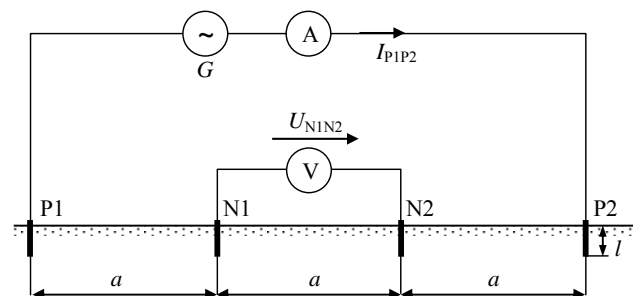 ~ A
G I_P1P2
U_N1N2
V
P1 N1 N2 P2
l
a a a